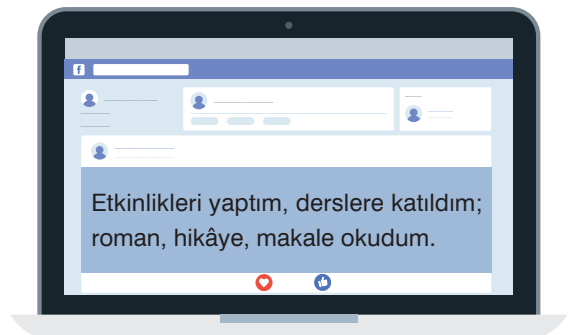 f
Etkinlikleri yaptım, derslere katıldım;
roman, hikâye, makale okudum.